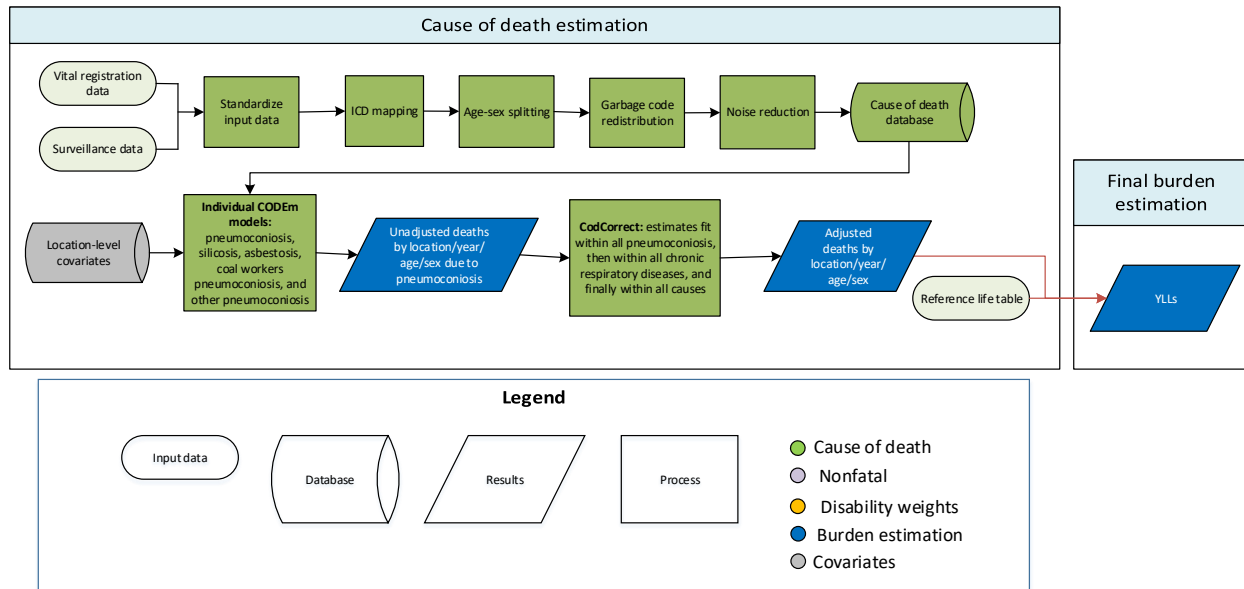 Cause of death estimation
Vital registration
data
Surveillance data
Standardize
input data
ICD mapping
Age-sex splitting
Garbage code
redistribution
Noise reduction
Cause of death
database
Location-level
covariates
Individual CODEm
models:
pneumoconiosis,
silicosis, asbestosis,
coal workers
pneumoconiosis, and
other pneumoconiosis
Unadjusted deaths
by location/year/
age/sex due to
pneumoconiosis
CodCorrect: estimates fit
within all pneumoconiosis,
then within all chronic
respiratory diseases, and
finally within all causes
Adjusted
deaths by
location/year/
age/sex
Reference life table
Final burden
estimation
YLLs
Legend
Input data
Database
Results
Process
Cause of death
Nonfatal
Disability weights
Burden estimation
Covariates